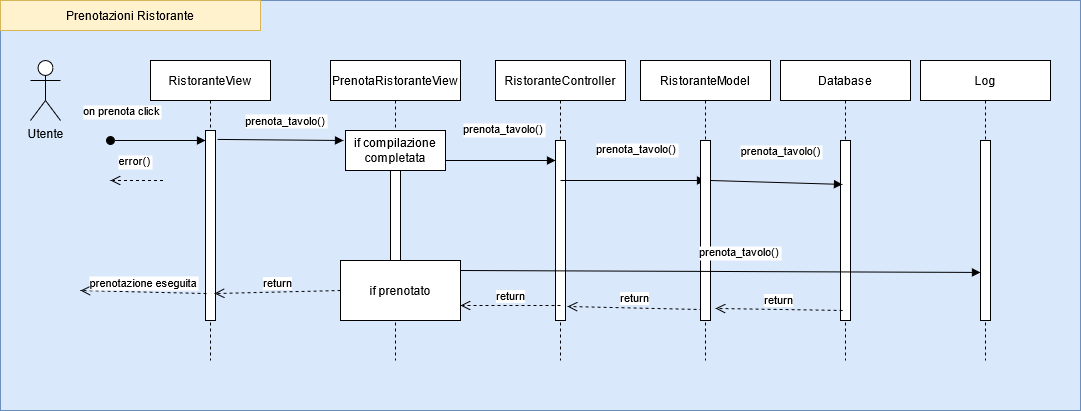 Prenotazioni Ristorante
RistoranteView
PrenotaRistoranteView
RistoranteController
RistoranteModel
Database
Log
Utente
on prenota click
prenota_tavolo()
if compilazione
completata
prenota_tavolo()
prenota_tavolo()
prenota_tavolo()
error()
prenota_tavolo()
prenotazione eseguita
return
if prenotato
return
return
return